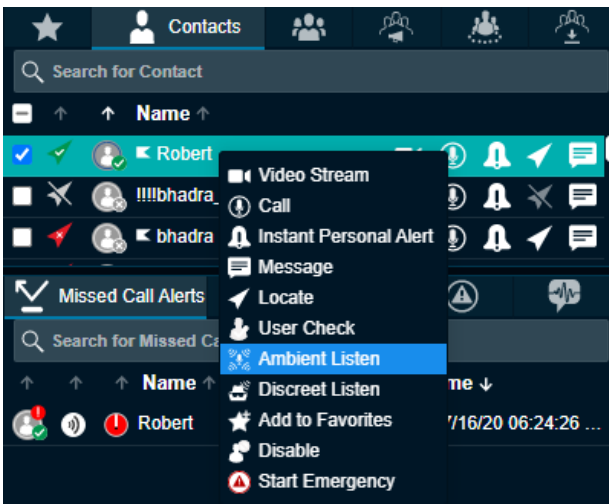 Contacts
Search for Contact
Name
Robert
Video Stream
!!!!bhadra_
Call
bhadra
Instant Personal Alert
Message
Missed Call Alerts
Locate
User Check
Search for Missed Ca
Ambient Listen
Name
Discreet Listen
me
Robert
Add to Favorites
7/16/20 06:24:26 ...
Disable
Start Emergency